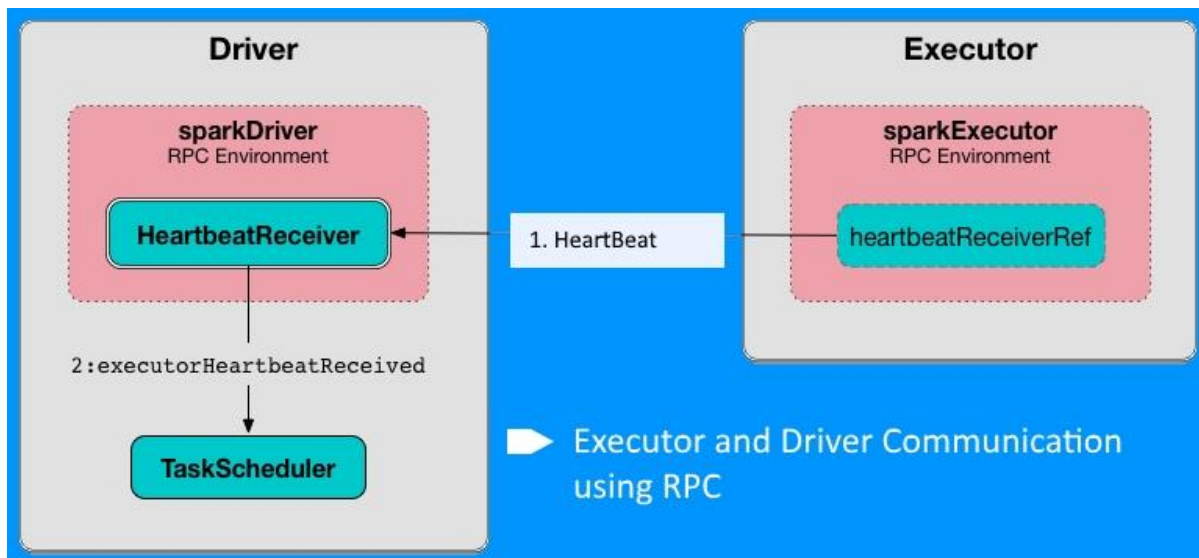 Driver
sparkDriver
RPC Environment
HeartbeatReceiver
2:executorHeartbeatReceived
TaskScheduler
1. HeartBeat
Executor
sparkExecutor
RPC Environment
heartbeatReceiverRef
Executor and Driver Communication
using RPC